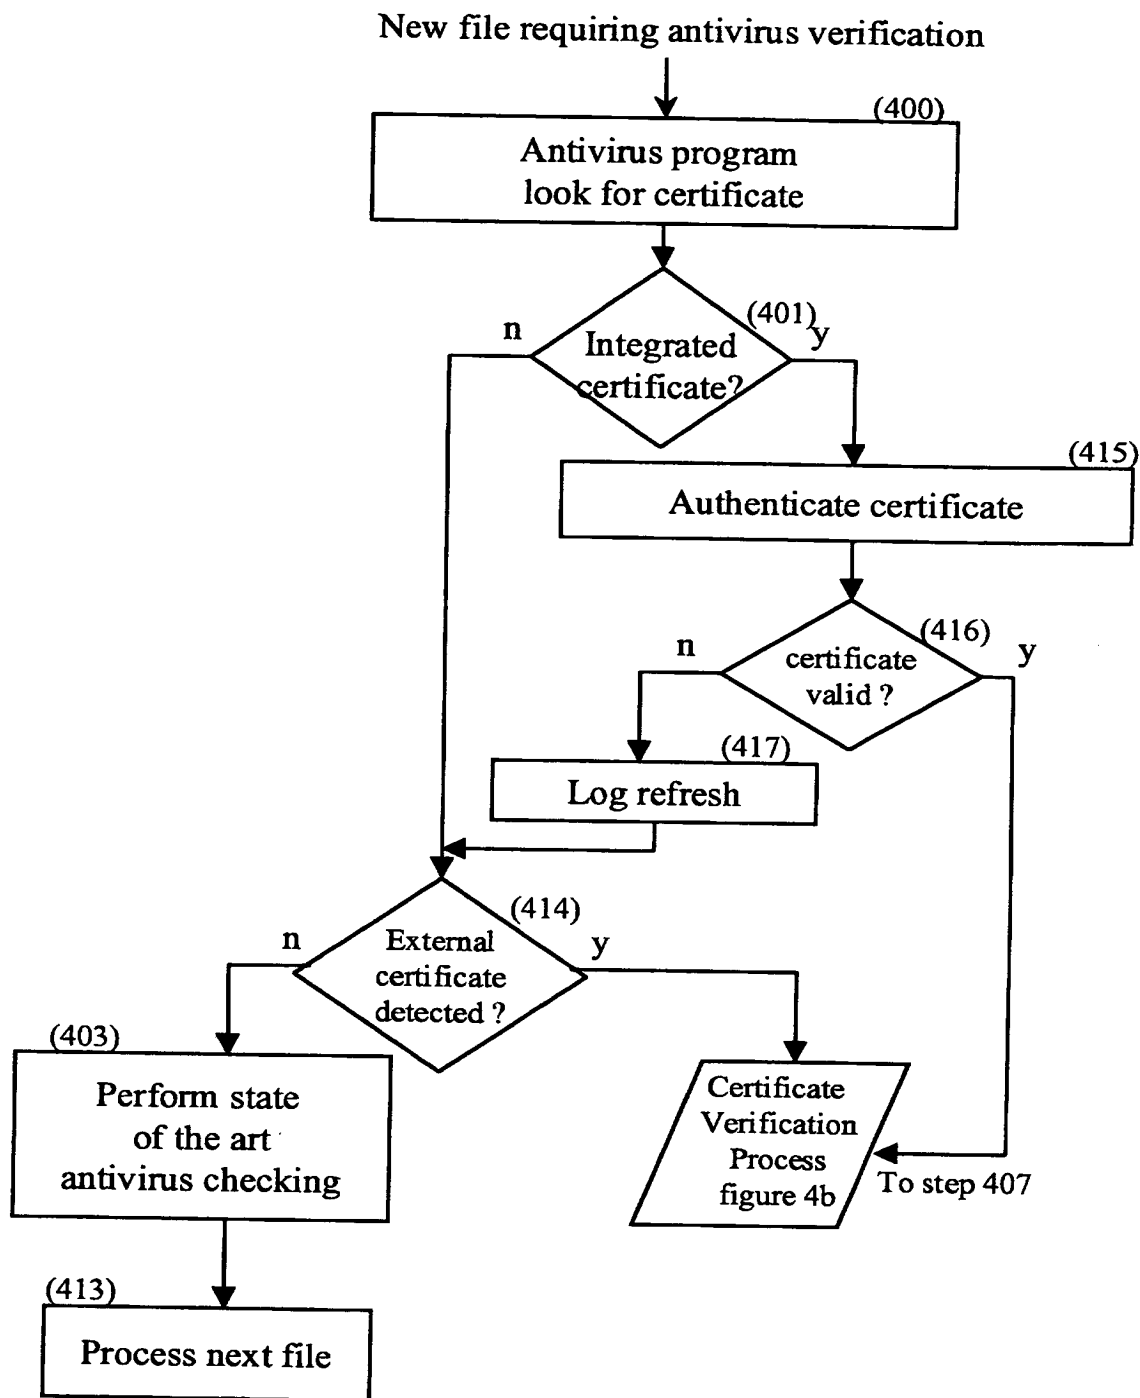 New file requiring antivirus verification
(400)
Antivirus program
look for certificate
(401)
n
y
Integrated
certificate?
(415)
Authenticate certificate
(416)
n
y
certificate
valid ?
(417)
Log refresh
(414)
n
y
External
certificate
detected ?
(403)
Perform state
of the art
antivirus checking
Certificate
Verification
Process
figure 4b
To step 407
(413)
Process next file